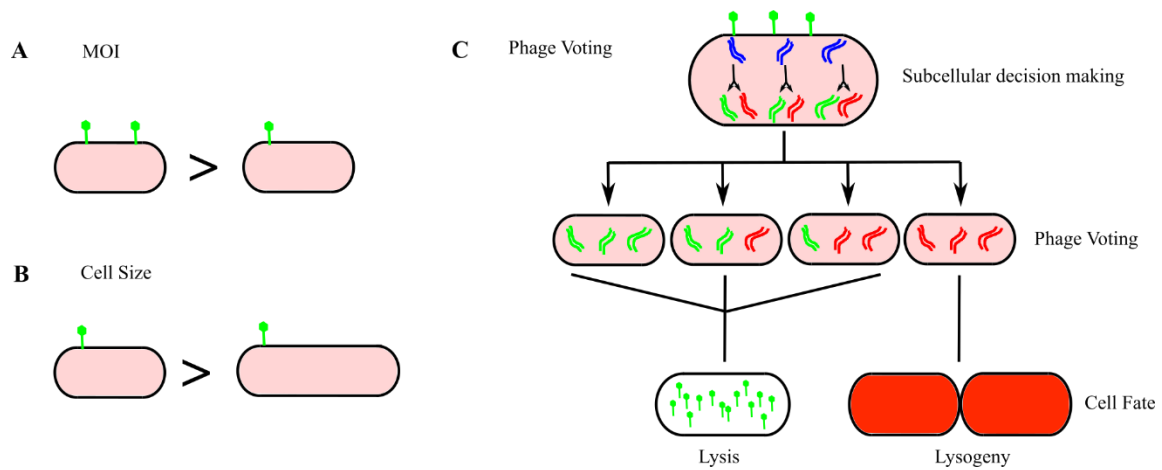 A
MOI
>
B
Cell Size
>
C
Phage Voting
Subcellular decision making
Phage Voting
Cell Fate
Lysis
Lysogeny